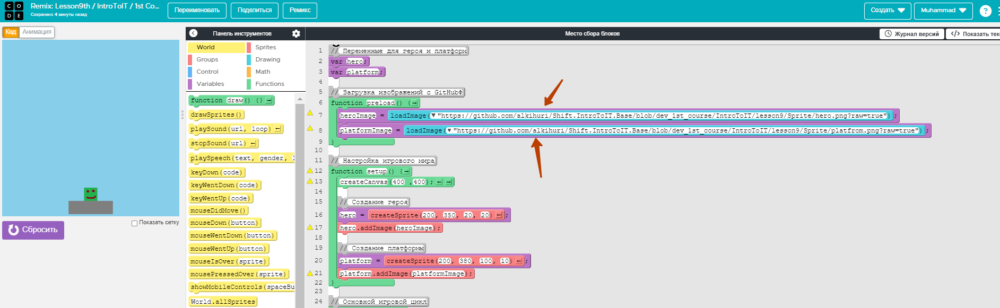 CODE
Remix: Lesson9th / IntroToIT / 1st Co...
Сохранено 4 минуты назад
Переименовать
Поделиться
Ремикс
Создать
Muhammad
?
Код
Анимация
Панель инструментов
Место сбора блоков
Журнал версий
</> Показать тек
World
Sprites
Groups
Drawing
Control
Math
Variables
Functions
function draw() {}
drawSprites()
playSound(url, loop)
stopSound(url)
playSpeech(text, gender, l
keyDown(code)
keyWentDown(code)
keyWentUp(code)
mouseDidMove()
mouseDown(button)
mouseWentDown(button)
mouseWentUp(button)
mouseIsOver(sprite)
mousePressedOver(sprite)
showMobileControls(spaceBu
World.allSprites
Сбросить
Показать сетку
1 // Переменные для героя и платформ
2 var hero;
3 var platform;
4
5 // Загрузка изображений с GitHubф
6 function preload() {
7 heroImage = loadImage("https://github.com/alkihuri/Shift.IntroToIT.Base/blob/dev_1st_course/IntroToIT/lesson9/Sprite/hero.png?raw=true");
8 platformImage = loadImage("https://github.com/alkihuri/Shift.IntroToIT.Base/blob/dev_1st_course/IntroToIT/lesson9/Sprite/platfrom.png?raw=true");
9 }
10
11 // Настройка игрового мира
12 function setup() {
13 createCanvas(400 ,400);
14
15 // Создание героя
16 hero = createSprite(200, 350, 20, 20);
17 hero.addImage(heroImage);
18
19 // Создание платформы
20 platform = createSprite(200, 380, 100, 10);
21 platform.addImage(platformImage);
22 }
23
24 // Основной игровой цикл